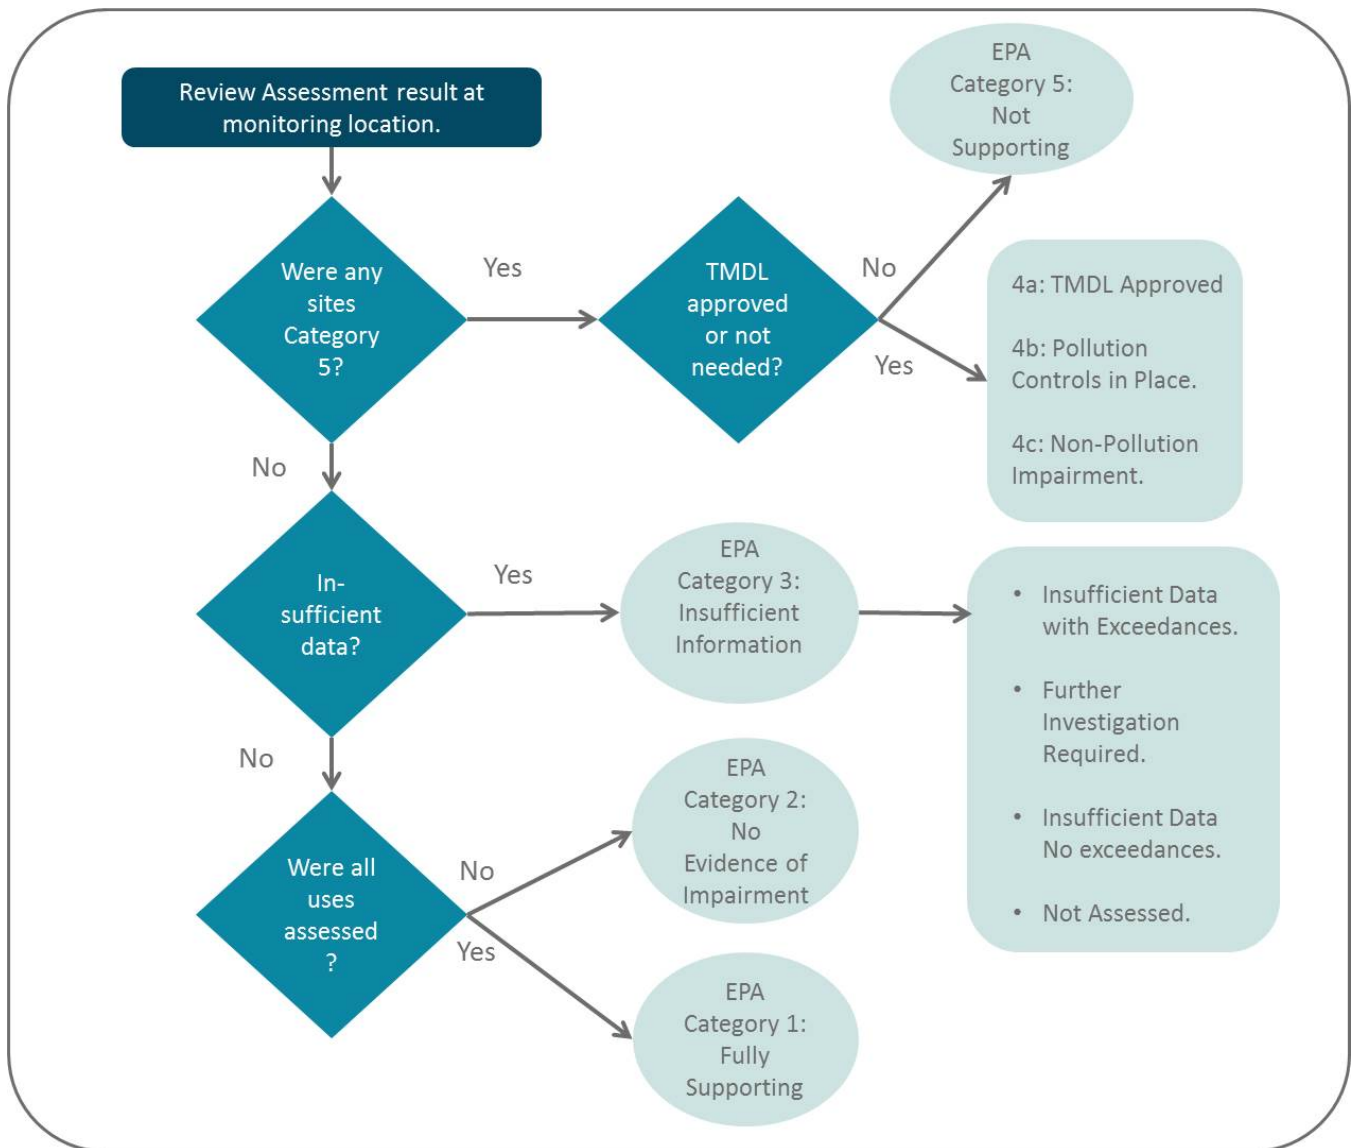 Review Assessment result at
monitoring location.
EPA
Category 5:
Not
Supporting
Were any
sites
Category
5?
Yes
TMDL
approved
or not
needed?
No
Yes
4a: TMDL Approved
4b: Pollution
Controls in Place.
4c: Non-Pollution
Impairment.
No
In-
sufficient
data?
Yes
EPA
Category 3:
Insufficient
Information
• Insufficient Data
with Exceedances.
• Further
Investigation
Required.
• Insufficient Data
No exceedances.
• Not Assessed.
No
Were all
uses
assessed
?
No
Yes
EPA
Category 2:
No
Evidence of
Impairment
EPA
Category 1:
Fully
Supporting